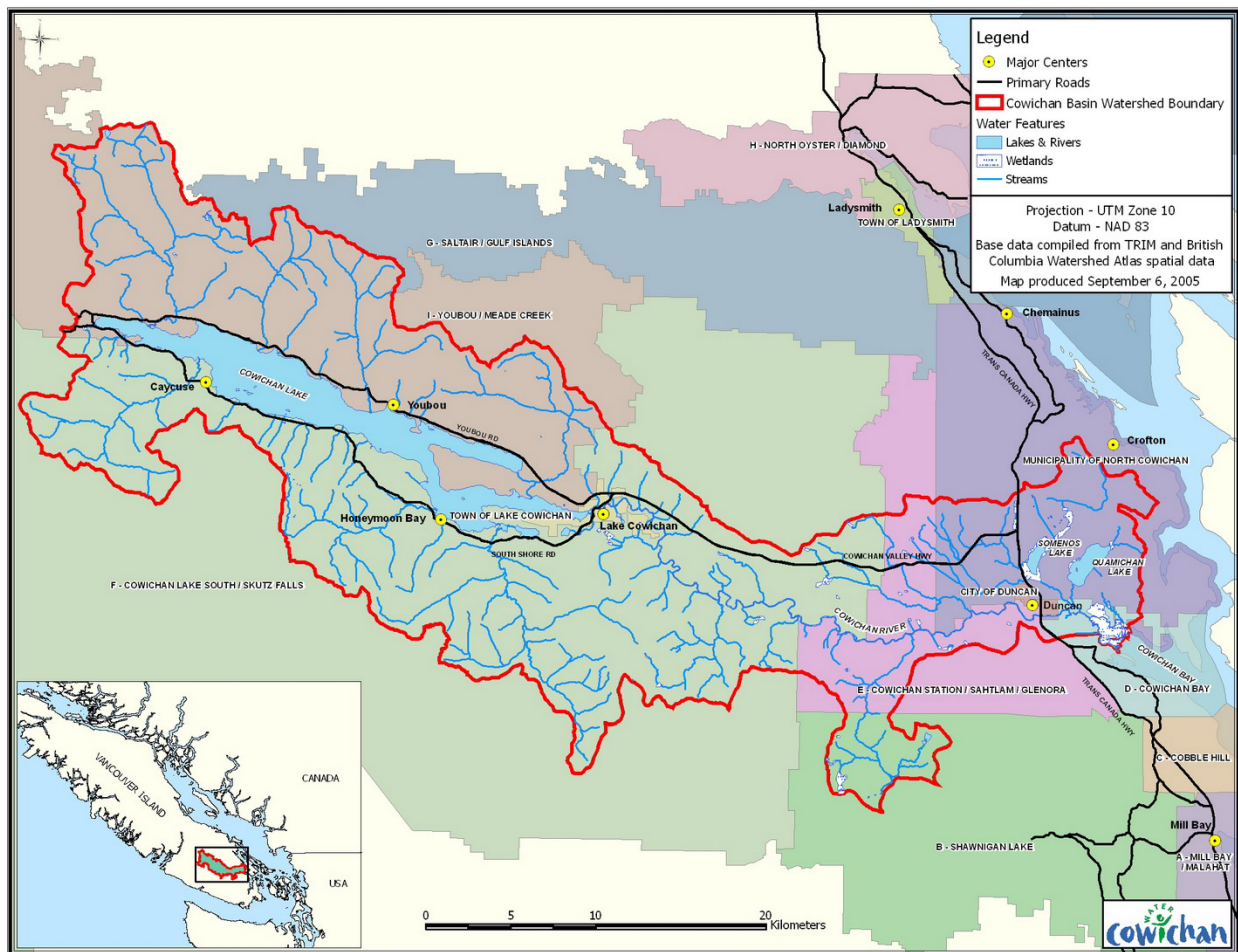 Legend
Major Centers
Primary Roads
Cowichan Basin Watershed Boundary
Water Features
Lakes & Rivers
Wetlands
Streams
Projection - UTM Zone 10
Datum - NAD 83
Base data compiled from TRIM and British
Columbia Watershed Atlas spatial data
Map produced September 6, 2005
H - NORTH OYSTER / DIAMOND
Ladysmith
TOWN OF LADYSMITH
G - SALTAIR / GULF ISLANDS
Chemainus
I - YOUBOU / MEADE CREEK
TRANS CANADA HWY
COWICHAN LAKE
Caycuse
Youbou
YOUBOU RD
Crofton
MUNICIPALITY OF NORTH COWICHAN
Honeymoon Bay
TOWN OF LAKE COWICHAN
Lake Cowichan
SOUTH SHORE RD
COWICHAN VALLEY HWY
SOMENOS
LAKE
QUAMICHAN
LAKE
F - COWICHAN LAKE SOUTH / SKUTZ FALLS
CITY OF DUNCAN
Duncan
COWICHAN RIVER
COWICHAN BAY
E - COWICHAN STATION / SAHTLAM / GLENORA
D - COWICHAN BAY
TRANS CANADA HWY
C - COBBLE HILL
Mill Bay
B - SHAWNIGAN LAKE
A - MILL BAY
/ MALAHAT
VANCOUVER ISLAND
CANADA
USA
0 5 10 20
Kilometers
WATER
Cowichan